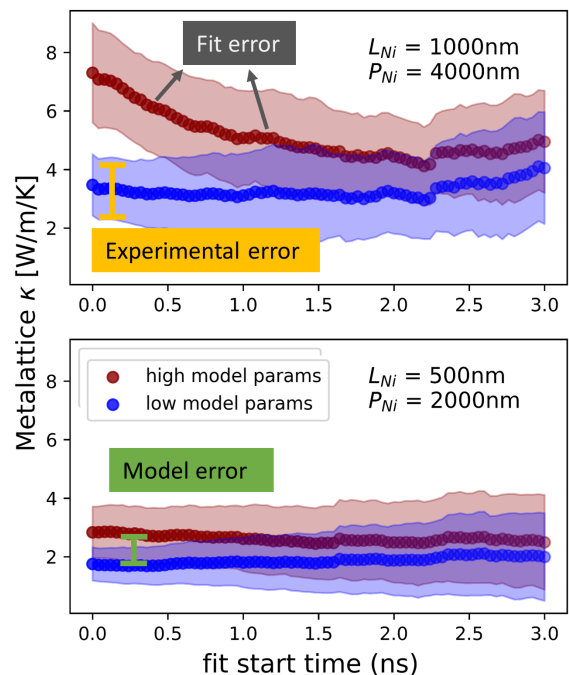 Fit error
L_Ni = 1000nm
P_Ni = 4000nm
8
6
4
2
Experimental error
0.0 0.5 1.0 1.5 2.0 2.5 3.0
Metalattice κ [W/m/K]
high model params
low model params
L_Ni = 500nm
P_Ni = 2000nm
8
6
4
2
Model error
0.0 0.5 1.0 1.5 2.0 2.5 3.0
fit start time (ns)